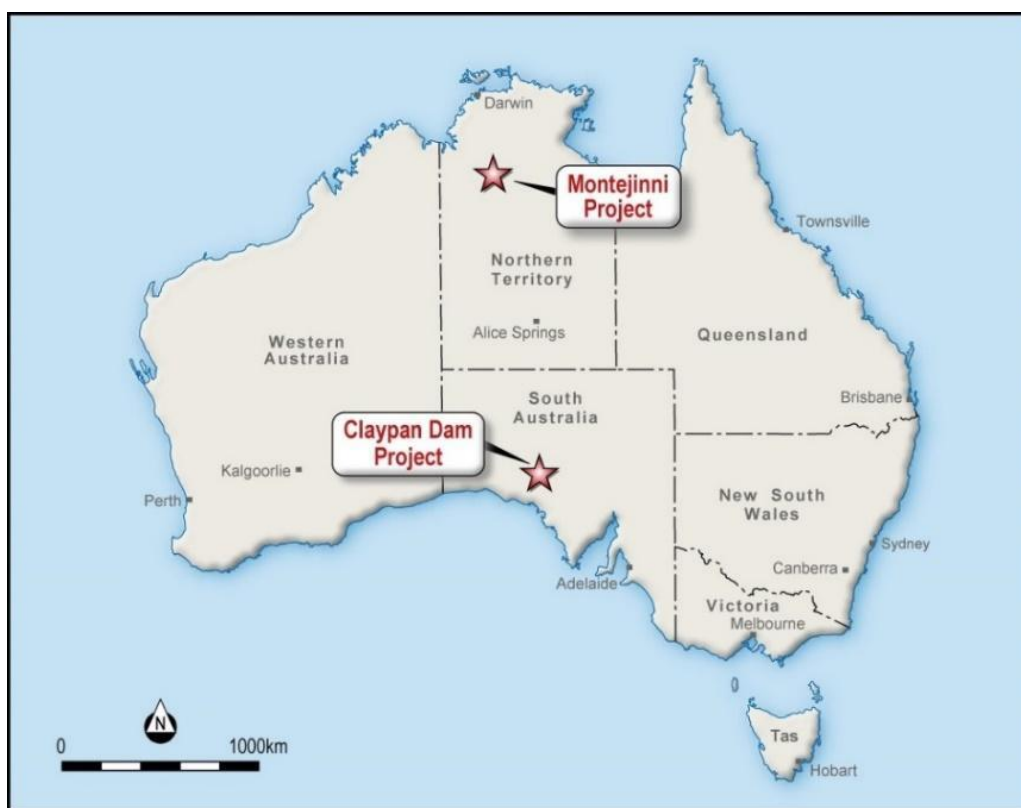 Darwin
Montejinni
Project
Townsville
Northern
Territory
Alice Springs
Queensland
Western
Australia
South
Australia
Brisbane
Claypan Dam
Project
Kalgoorlie
Perth
New South
Wales
Sydney
Canberra
Adelaide
Victoria
Melbourne
N
0 1000km
Tas
Hobart